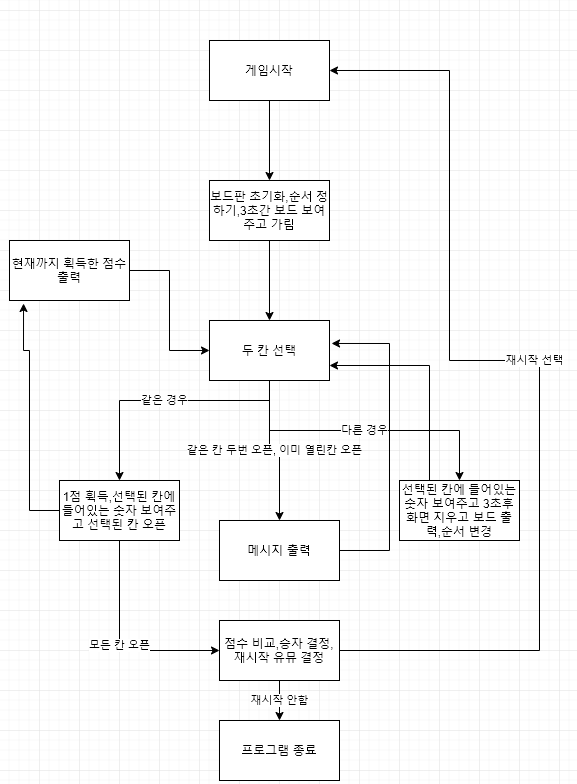 게임시작
보드판 초기화,순서 정
하기,3초간 보드 보여
주고 가림
현재까지 획득한 점수
출력
두 칸 선택
재시작 선택
같은 경우
다른 경우
같은 칸 두번 오픈, 이미 열린칸 오픈
1점 획득,선택된 칸에
들어있는 숫자 보여주
고 선택된 칸 오픈
선택된 칸에 들어있는
숫자 보여주고 3초후
화면 지우고 보드 출
력,순서 변경
메시지 출력
모든 칸 오픈
점수 비교,승자 결정,
재시작 유뮤 결정
재시작 안함
프로그램 종료